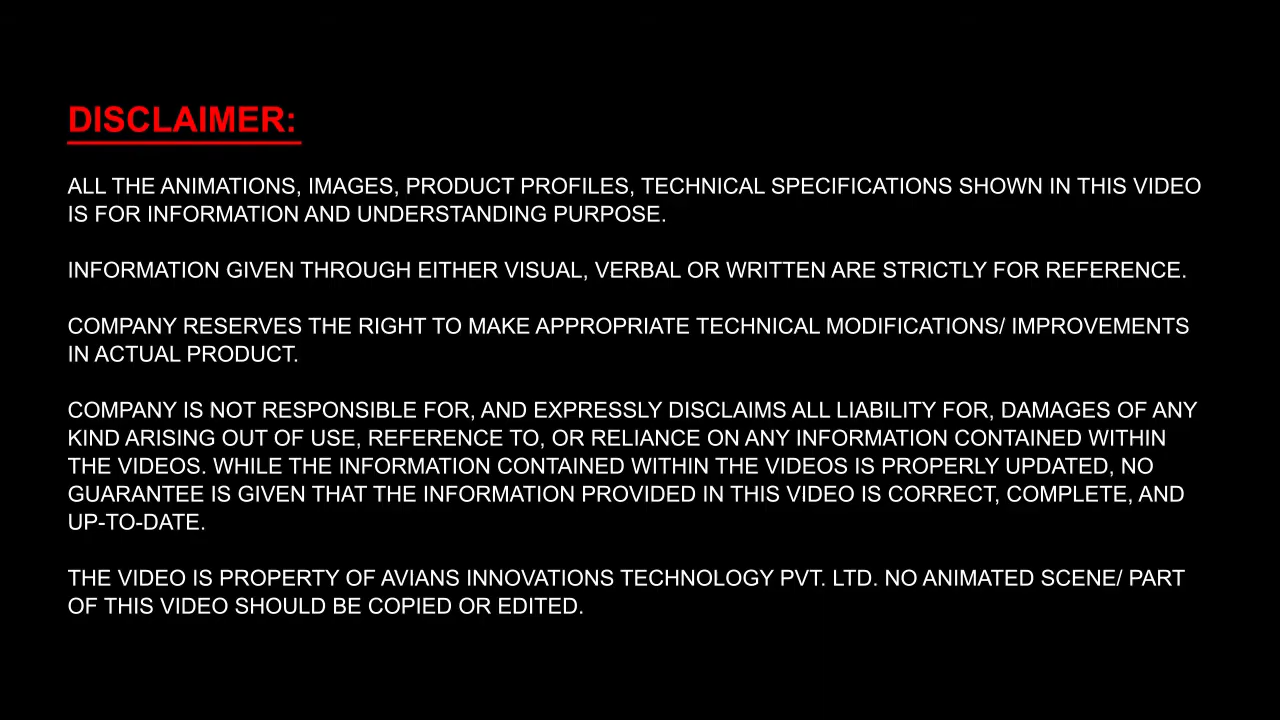 DISCLAIMER:
ALL THE ANIMATIONS, IMAGES, PRODUCT PROFILES, TECHNICAL SPECIFICATIONS SHOWN IN THIS VIDEO
IS FOR INFORMATION AND UNDERSTANDING PURPOSE.
INFORMATION GIVEN THROUGH EITHER VISUAL, VERBAL OR WRITTEN ARE STRICTLY FOR REFERENCE.
COMPANY RESERVES THE RIGHT TO MAKE APPROPRIATE TECHNICAL MODIFICATIONS/ IMPROVEMENTS
IN ACTUAL PRODUCT.
COMPANY IS NOT RESPONSIBLE FOR, AND EXPRESSLY DISCLAIMS ALL LIABILITY FOR, DAMAGES OF ANY
KIND ARISING OUT OF USE, REFERENCE TO, OR RELIANCE ON ANY INFORMATION CONTAINED WITHIN
THE VIDEOS. WHILE THE INFORMATION CONTAINED WITHIN THE VIDEOS IS PROPERLY UPDATED, NO
GUARANTEE IS GIVEN THAT THE INFORMATION PROVIDED IN THIS VIDEO IS CORRECT, COMPLETE, AND
UP-TO-DATE.
THE VIDEO IS PROPERTY OF AVIANS INNOVATIONS TECHNOLOGY PVT. LTD. NO ANIMATED SCENE/ PART
OF THIS VIDEO SHOULD BE COPIED OR EDITED.